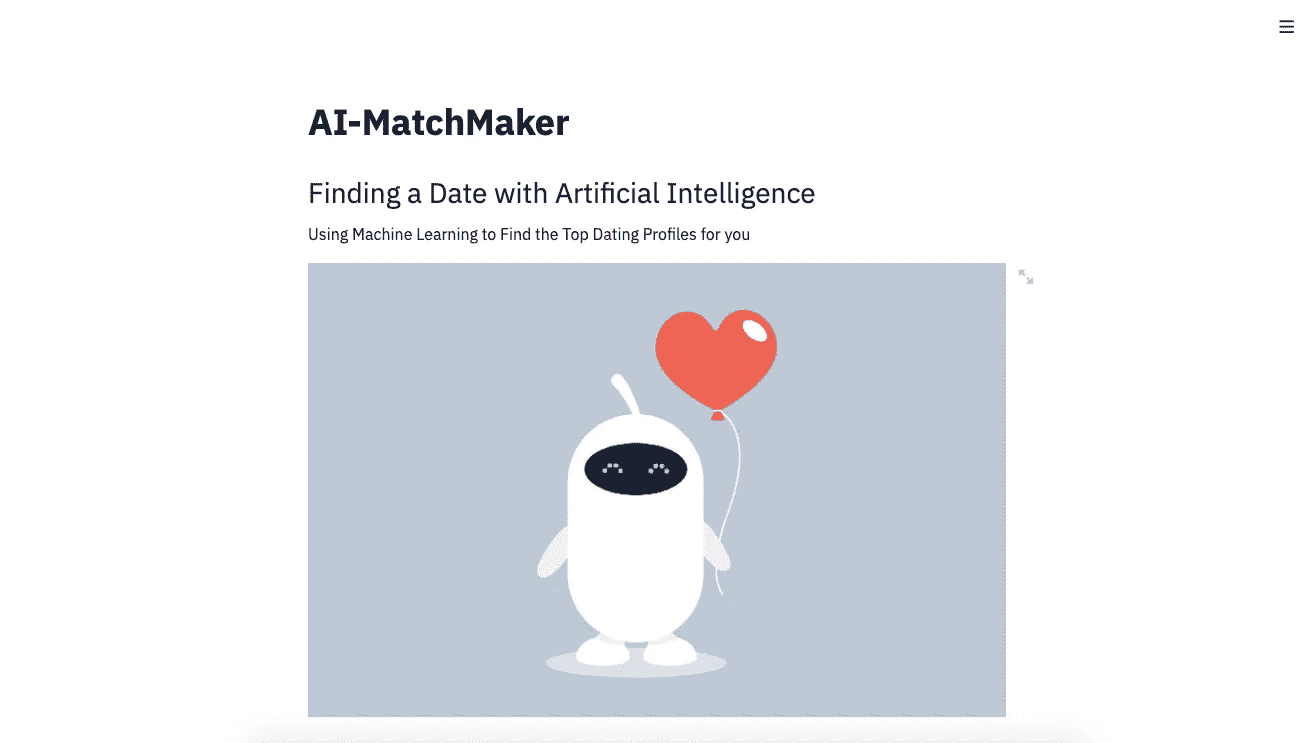 AI-MatchMaker
Finding a Date with Artificial Intelligence
Using Machine Learning to Find the Top Dating Profiles for you